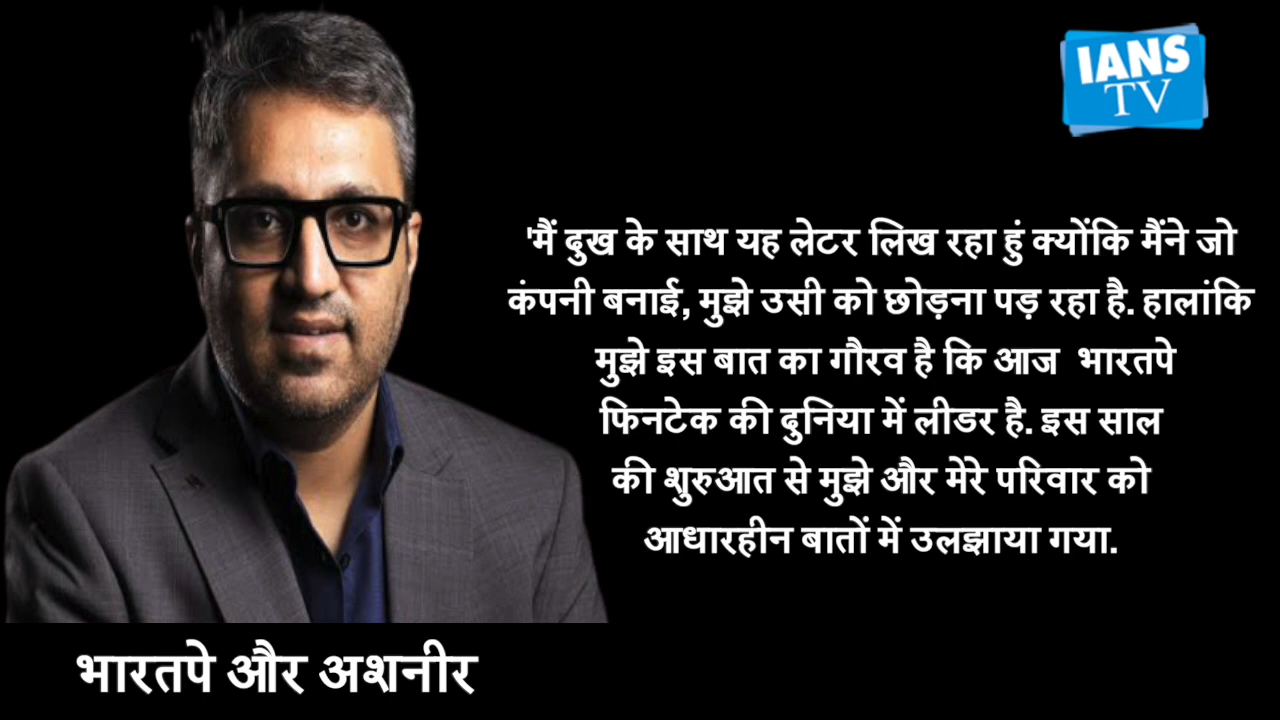 IANS
TV
'मैं दुख के साथ यह लेटर लिख रहा हुं क्योंकि मैंने जो
कंपनी बनाई, मुझे उसी को छोड़ना पड़ रहा है. हालांकि
मुझे इस बात का गौरव है कि आज भारतपे
फिनटेक की दुनिया में लीडर है. इस साल
की शुरुआत से मुझे और मेरे परिवार को
आधारहीन बातों में उलझाया गया.
भारतपे और अशनीर